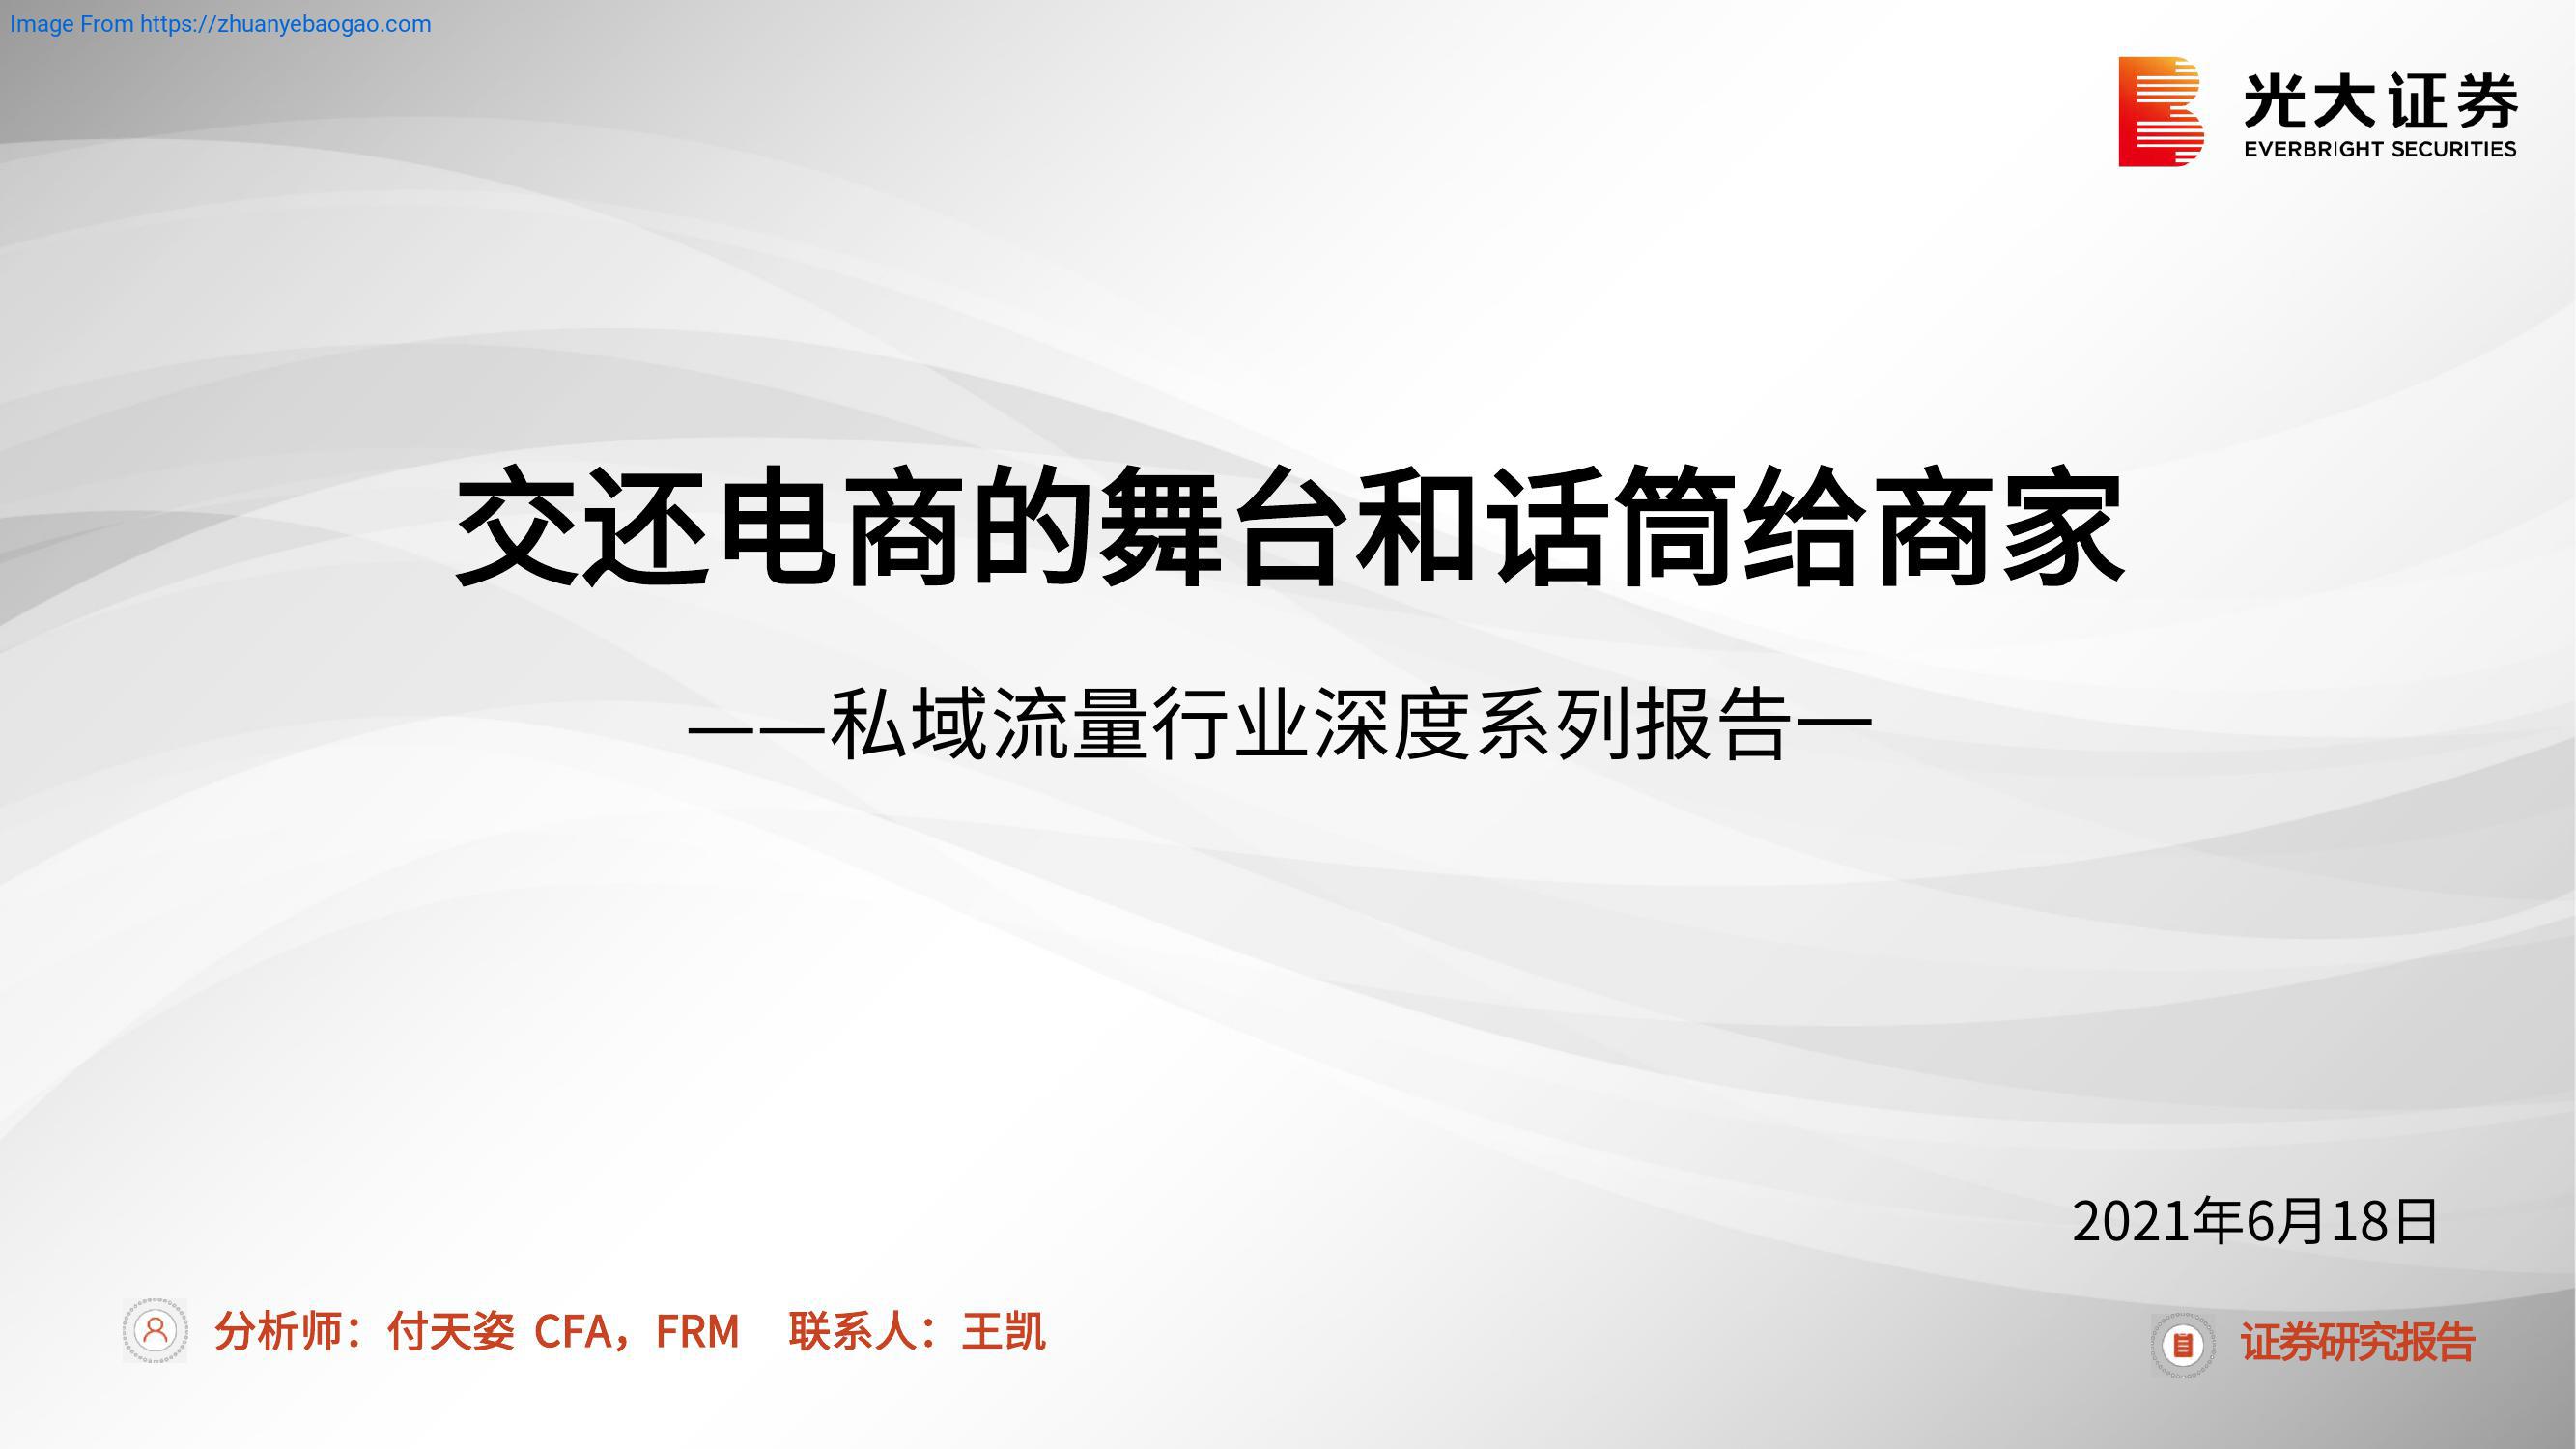 Image From https://zhuanyebaogao.com
光大证券
EVERBRIGHT SECURITIES
交还电商的舞台和话筒给商家
——私域流量行业深度系列报告一
2021年6月18日
分析师：付天姿 CFA，FRM 联系人：王凯
证券研究报告